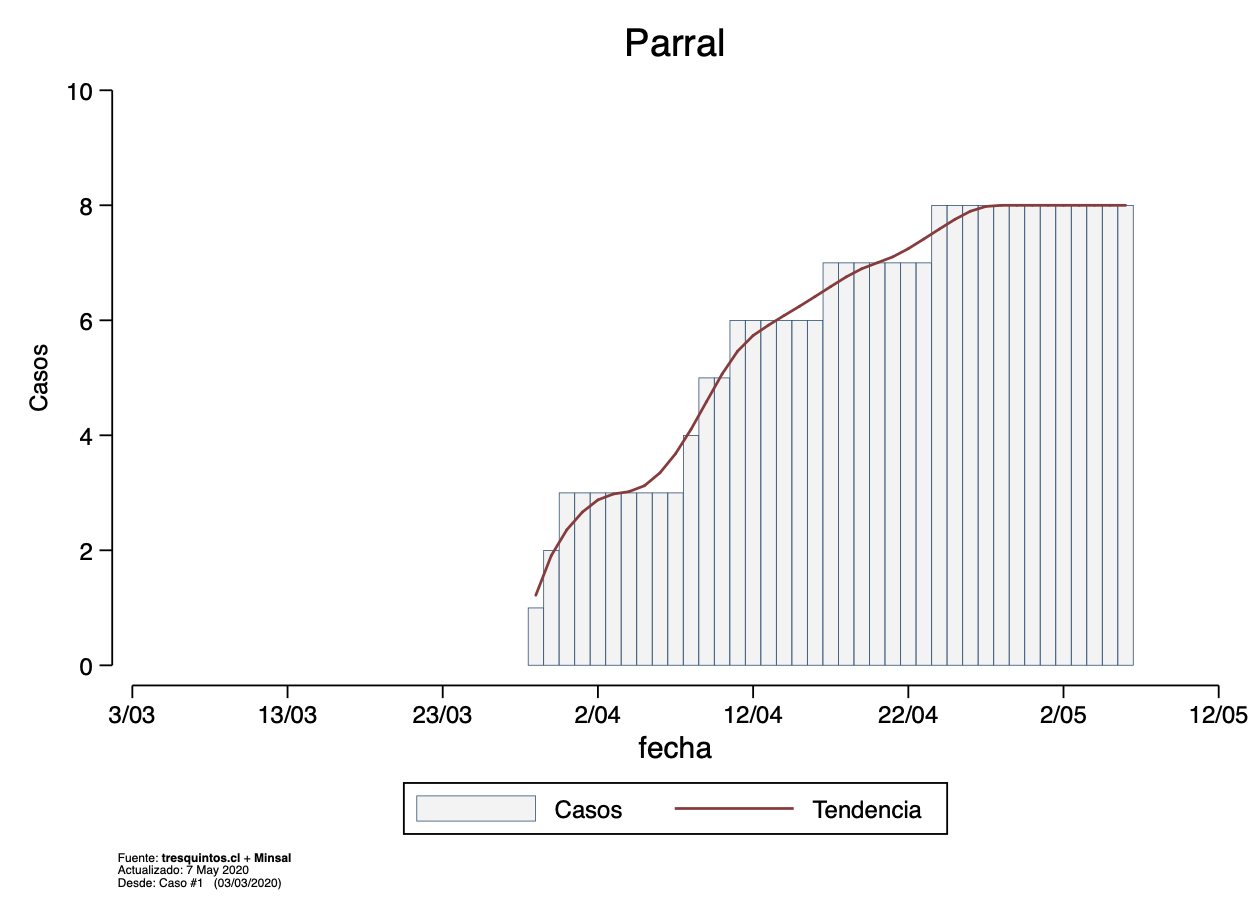 Parral
10
8
6
4
2
0
Casos
3/03 13/03 23/03 2/04 12/04 22/04 2/05 12/05
fecha
Casos Tendencia
Fuente: tresquintos.cl + Minsal
Actualizado: 7 May 2020
Desde: Caso #1 (03/03/2020)